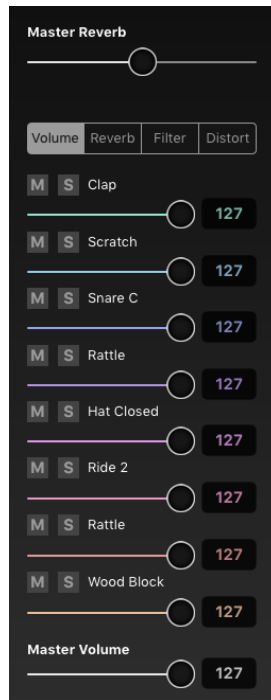 Master Reverb
Volume Reverb Filter Distort
M S Clap
127
M S Scratch
127
M S Snare C
127
M S Rattle
127
M S Hat Closed
127
M S Ride 2
127
M S Rattle
127
M S Wood Block
127
Master Volume
127